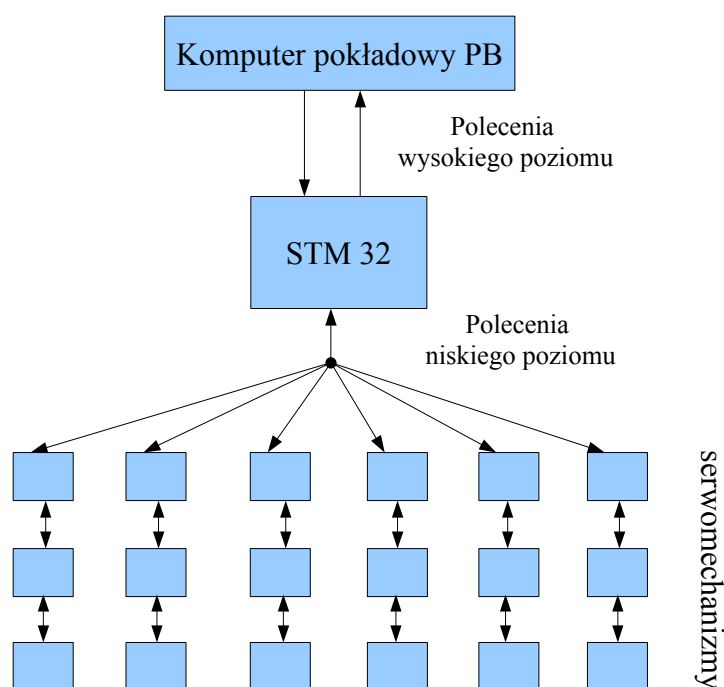 Komputer pokładowy PB
Polecenia
wysokiego poziomu
STM 32
Polecenia
niskiego poziomu
serwomechanizmy